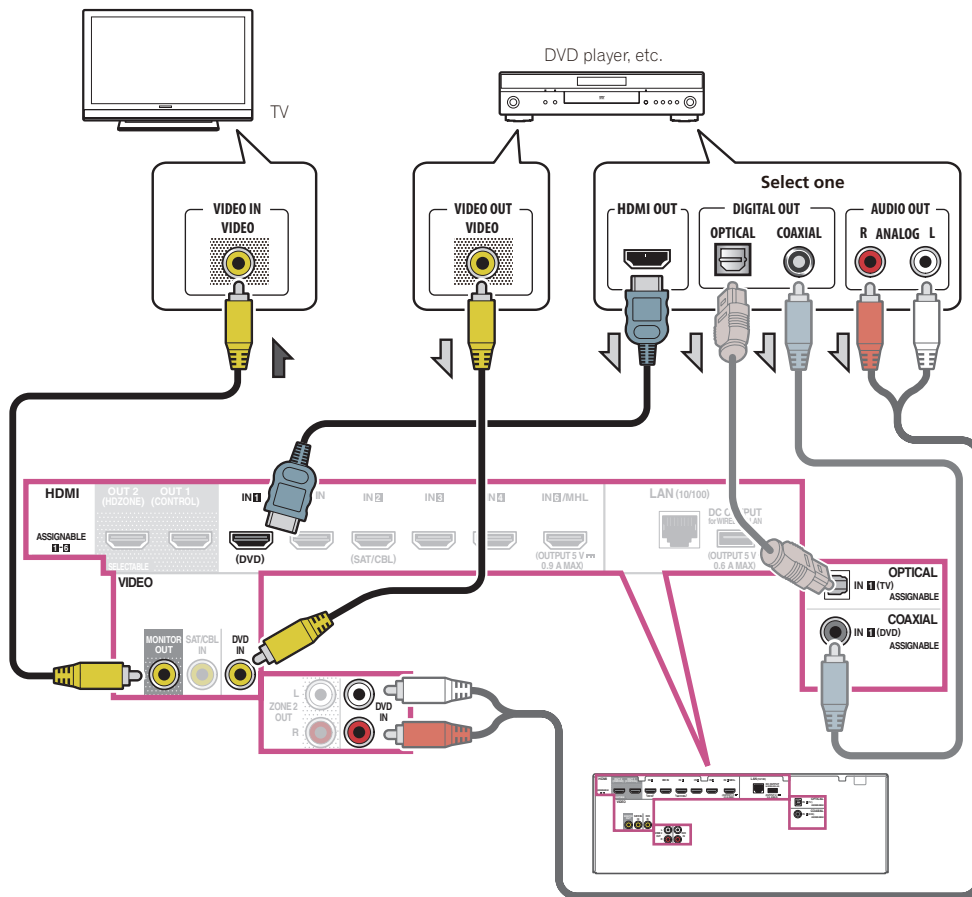 DVD player, etc.
TV
Select one
VIDEO IN
VIDEO
VIDEO OUT
VIDEO
HDMI OUT
DIGITAL OUT
OPTICAL
COAXIAL
AUDIO OUT
R ANALOG L
HDMI
OUT 2
(HDZONE)
OUT 1
(CONTROL)
IN 1
IN
IN 2
IN 3
IN 4
IN 6/MHL
LAN (10/100)
ASSIGNABLE
1-6
SELECTABLE
(DVD)
(SAT/CBL)
(OUTPUT 5 V
0.9 A MAX)
(OUTPUT 5 V
0.6 A MAX)
OPTICAL
IN 1 (TV)
ASSIGNABLE
COAXIAL
IN 1 (DVD)
ASSIGNABLE
VIDEO
MONITOR
OUT
SAT/CBL
IN
DVD
IN
L
ZONE 2
OUT
R
DVD
IN